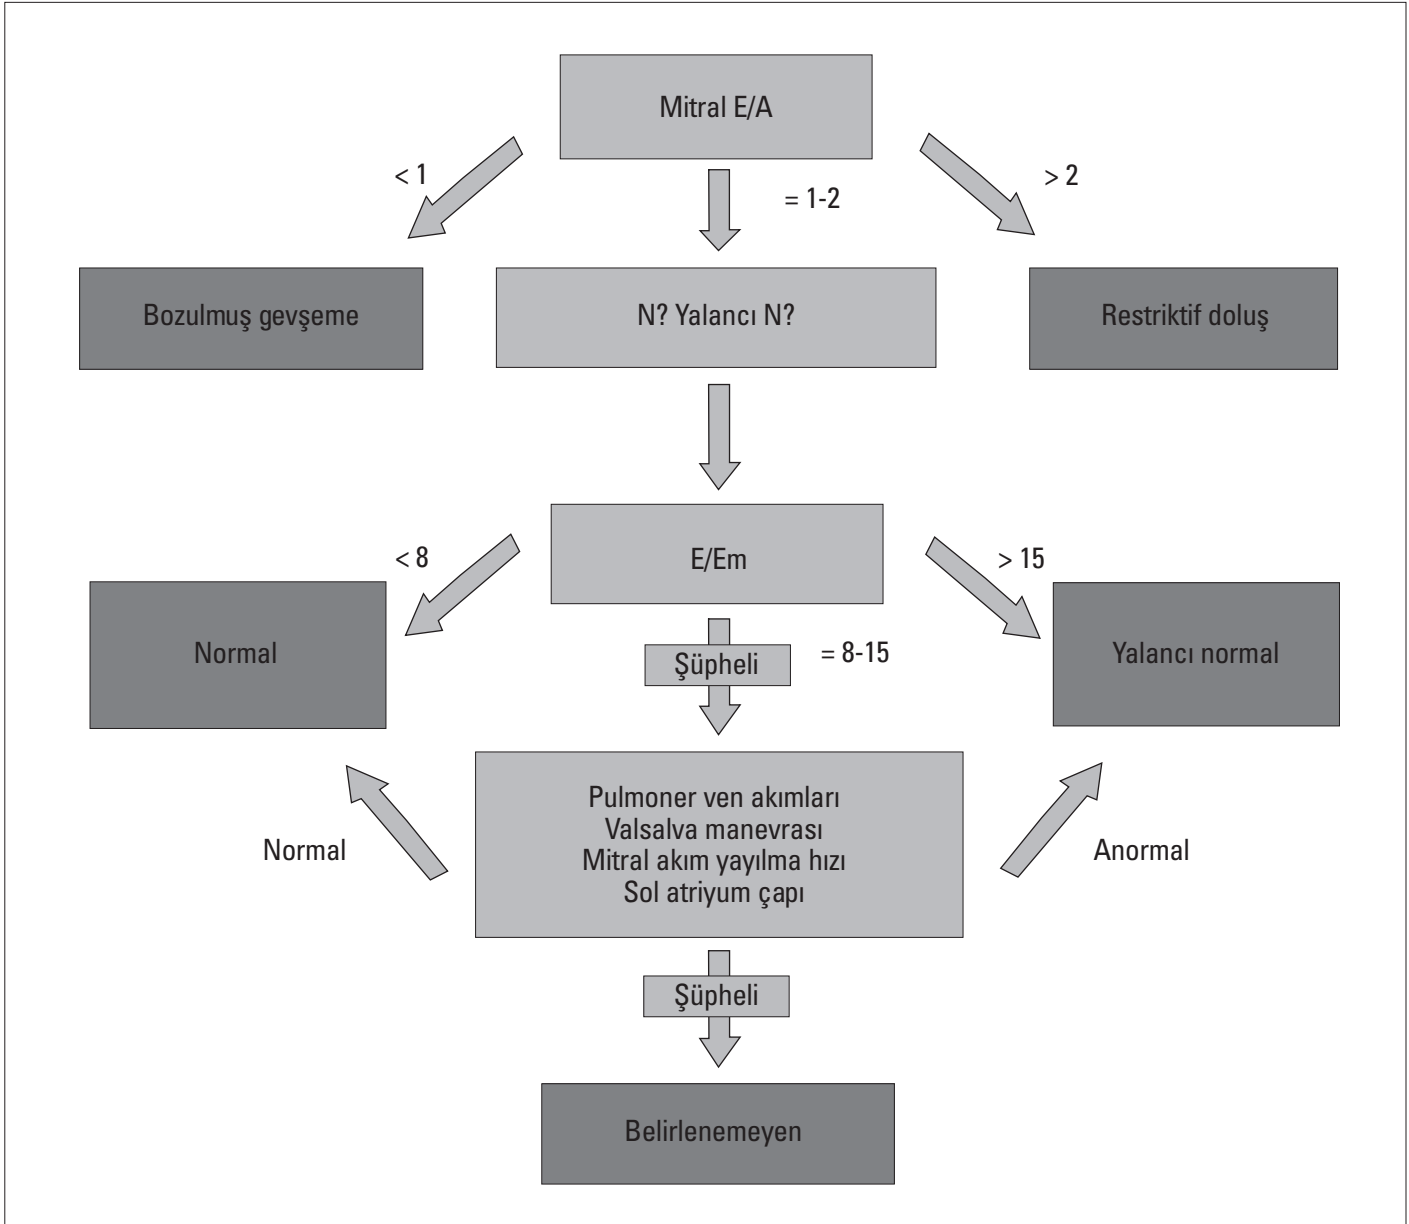 Mitral E/A
< 1
= 1-2
> 2
Bozulmuş gevşeme
N? Yalancı N?
Restriktif doluş
E/Em
< 8
> 15
Normal
Şüpheli
= 8-15
Yalancı normal
Pulmoner ven akımları
Valsalva manevrası
Mitral akım yayılma hızı
Sol atriyum çapı
Normal
Anormal
Şüpheli
Belirlenemeyen